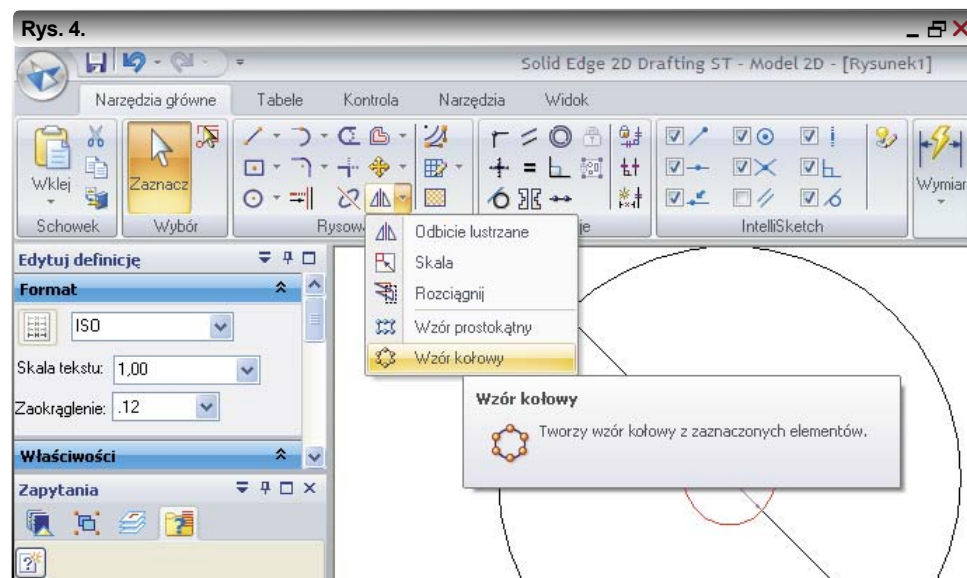 Rys. 4.
Solid Edge 2D Drafting ST - Model 2D - [Rysunek1]
Narzędzia główne Tabele Kontrola Narzędzia Widok
Wklej Zaznacz Wymiar
Schowek Wybór Rysow je IntelliSketch
Odbicie lustrzane
Skala
Rozciągnij
Wzór prostokątny
Wzór kołowy
Edytuj definicję
Format
ISO
Skala tekstu: 1,00
Zaokrąglenie: .12
Właściwości
Zapytania
Wzór kołowy
Tworzy wzór kołowy z zaznaczonych elementów.